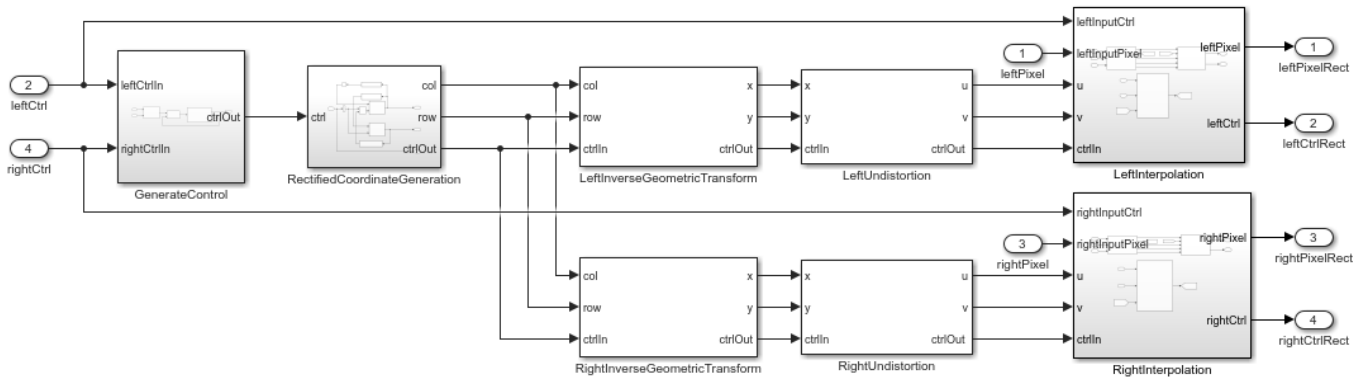 2
leftCtrl
4
rightCtrl
leftCtrlIn
rightCtrlIn
ctrlOut
GenerateControl
ctrl
col
row
ctrlOut
RectifiedCoordinateGeneration
col
row
ctrlIn
x
y
ctrlOut
LeftInverseGeometricTransform
x
y
ctrlIn
u
v
ctrlOut
LeftUndistortion
1
leftPixel
leftInputCtrl
leftInputPixel
u
v
ctrlIn
leftPixel
leftCtrl
LeftInterpolation
1
leftPixelRect
2
leftCtrlRect
col
row
ctrlIn
x
y
ctrlOut
RightInverseGeometricTransform
x
y
ctrlIn
u
v
ctrlOut
RightUndistortion
3
rightPixel
rightInputCtrl
rightInputPixel
u
v
ctrlIn
rightPixel
rightCtrl
RightInterpolation
3
rightPixelRect
4
rightCtrlRect